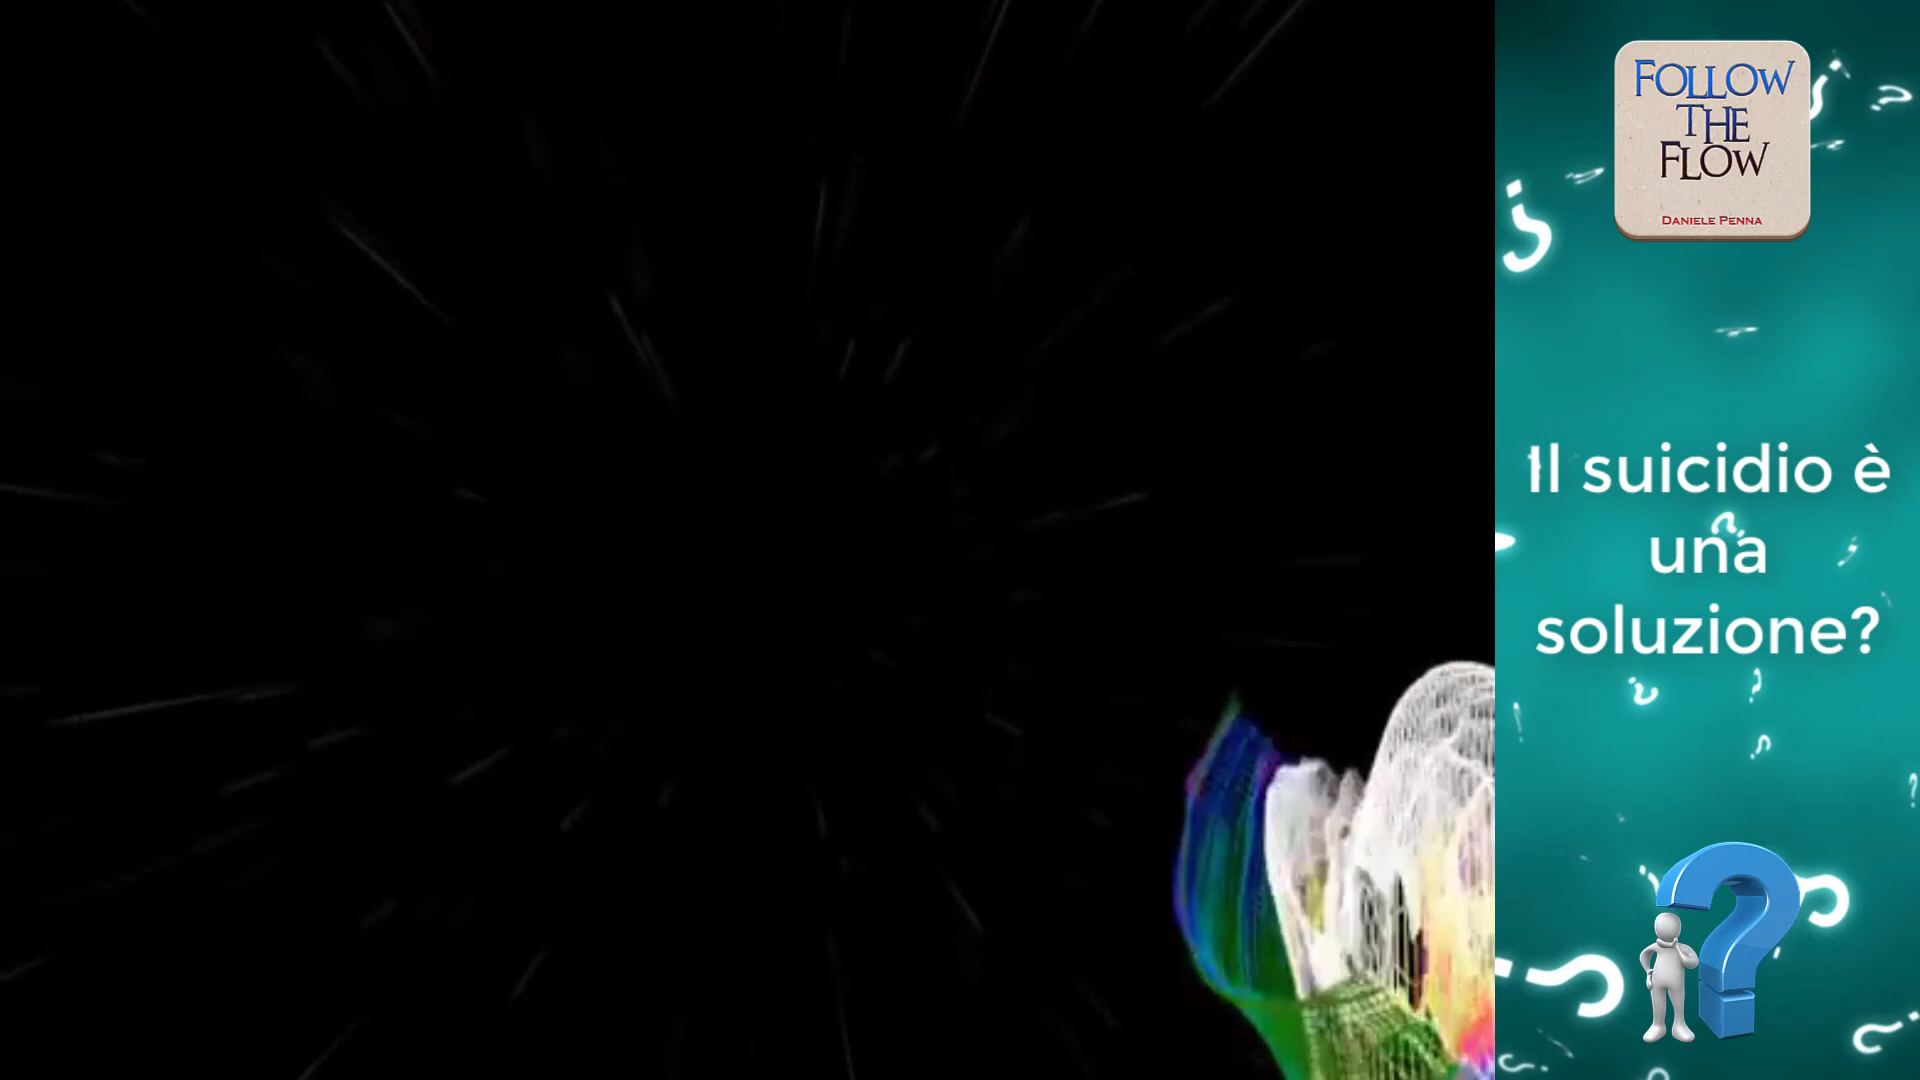 FOLLOW
THE
FLOW
DANIELE PENNA
Il suicidio è
una
soluzione?